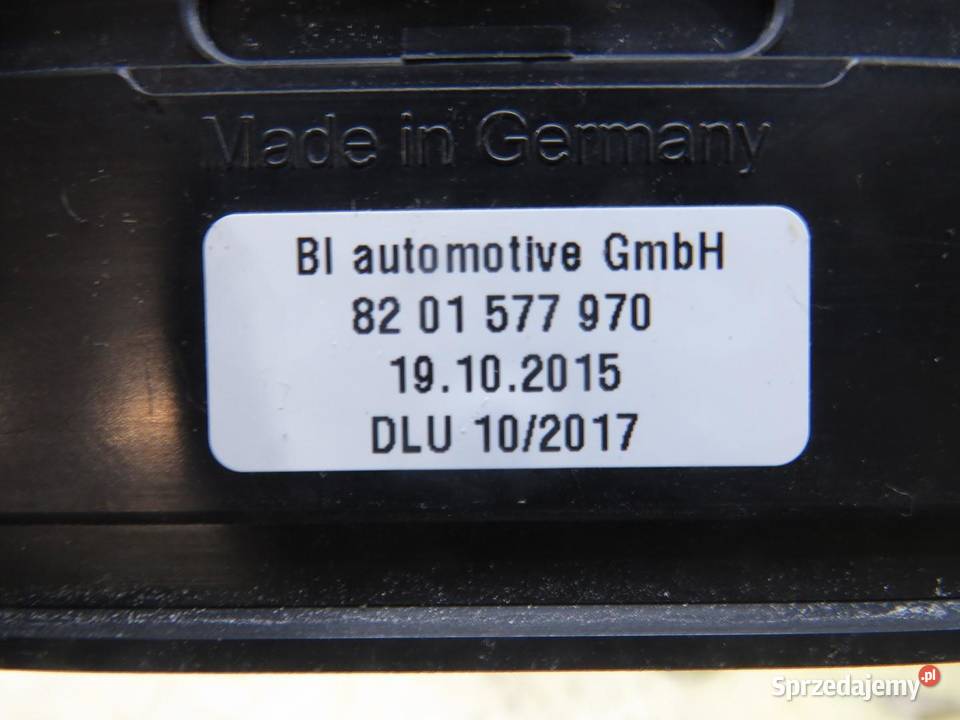 Made in Germany
BI automotive GmbH
82 01 577 970
19.10.2015
DLU 10/2017
Sprzedajemy.pl